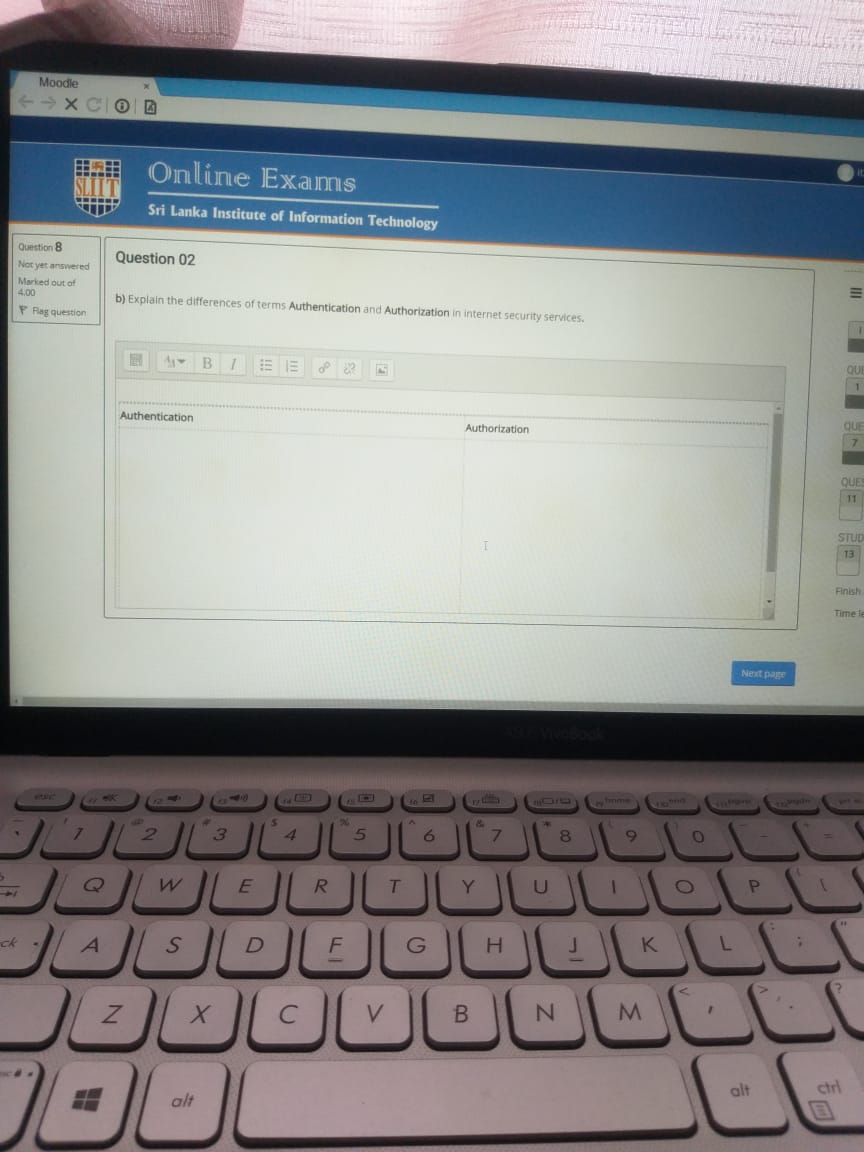 Moodle
SLIIT
Online Exams
Sri Lanka Institute of Information Technology
Question 8
Not yet answered
Marked out of
4.00
Flag question
Question 02
b) Explain the differences of terms Authentication and Authorization in internet security services.
B I
Authentication
Authorization
QUE
1
QUE
7
QUES
11
STUD
13
Finish
Time le
Next page
ASUS VivoBook
esc
1 2 3 4 5 6 7 8 9 0 - =
Q W E R T Y U I O P [
A S D F G H J K L ;
Z X C V B N M , .
alt
alt
ctrl